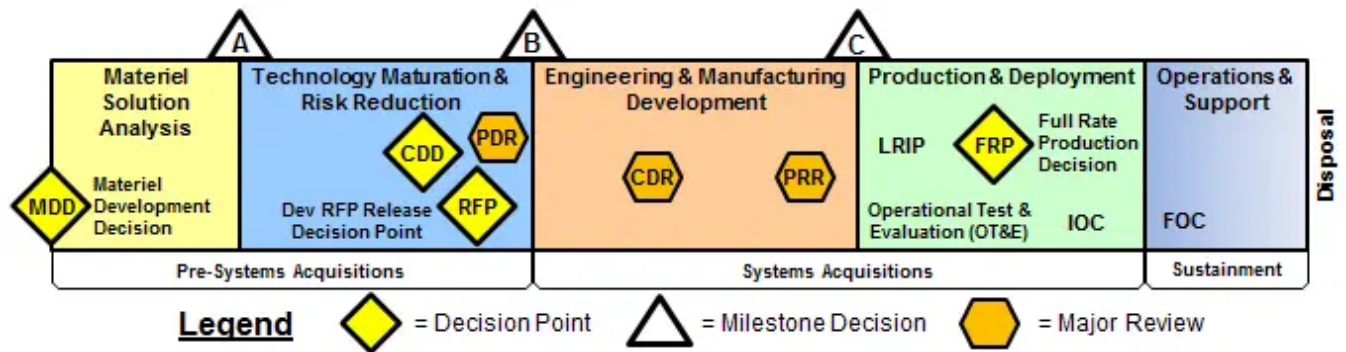 A
B
C
Materiel
Solution
Analysis
MDD
Materiel
Development
Decision
Technology Maturation &
Risk Reduction
CDD
PDR
Dev RFP Release
Decision Point
RFP
Engineering & Manufacturing
Development
CDR
PRR
Production & Deployment
LRIP
FRP
Full Rate
Production
Decision
Operational Test &
Evaluation (OT&E)
IOC
Operations &
Support
FOC
Disposal
Pre-Systems Acquisitions
Systems Acquisitions
Sustainment
Legend
= Decision Point
= Milestone Decision
= Major Review